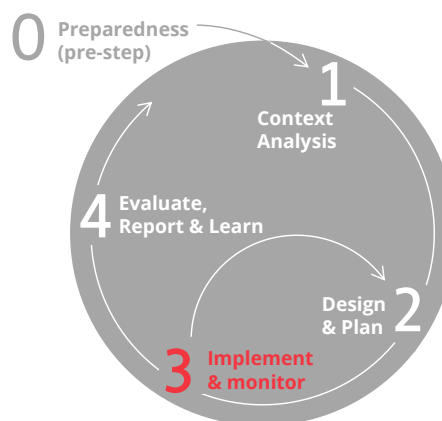 0 Preparedness
(pre-step)
1
Context
Analysis
2 Design
& Plan
3 Implement
& monitor
4 Evaluate,
Report & Learn